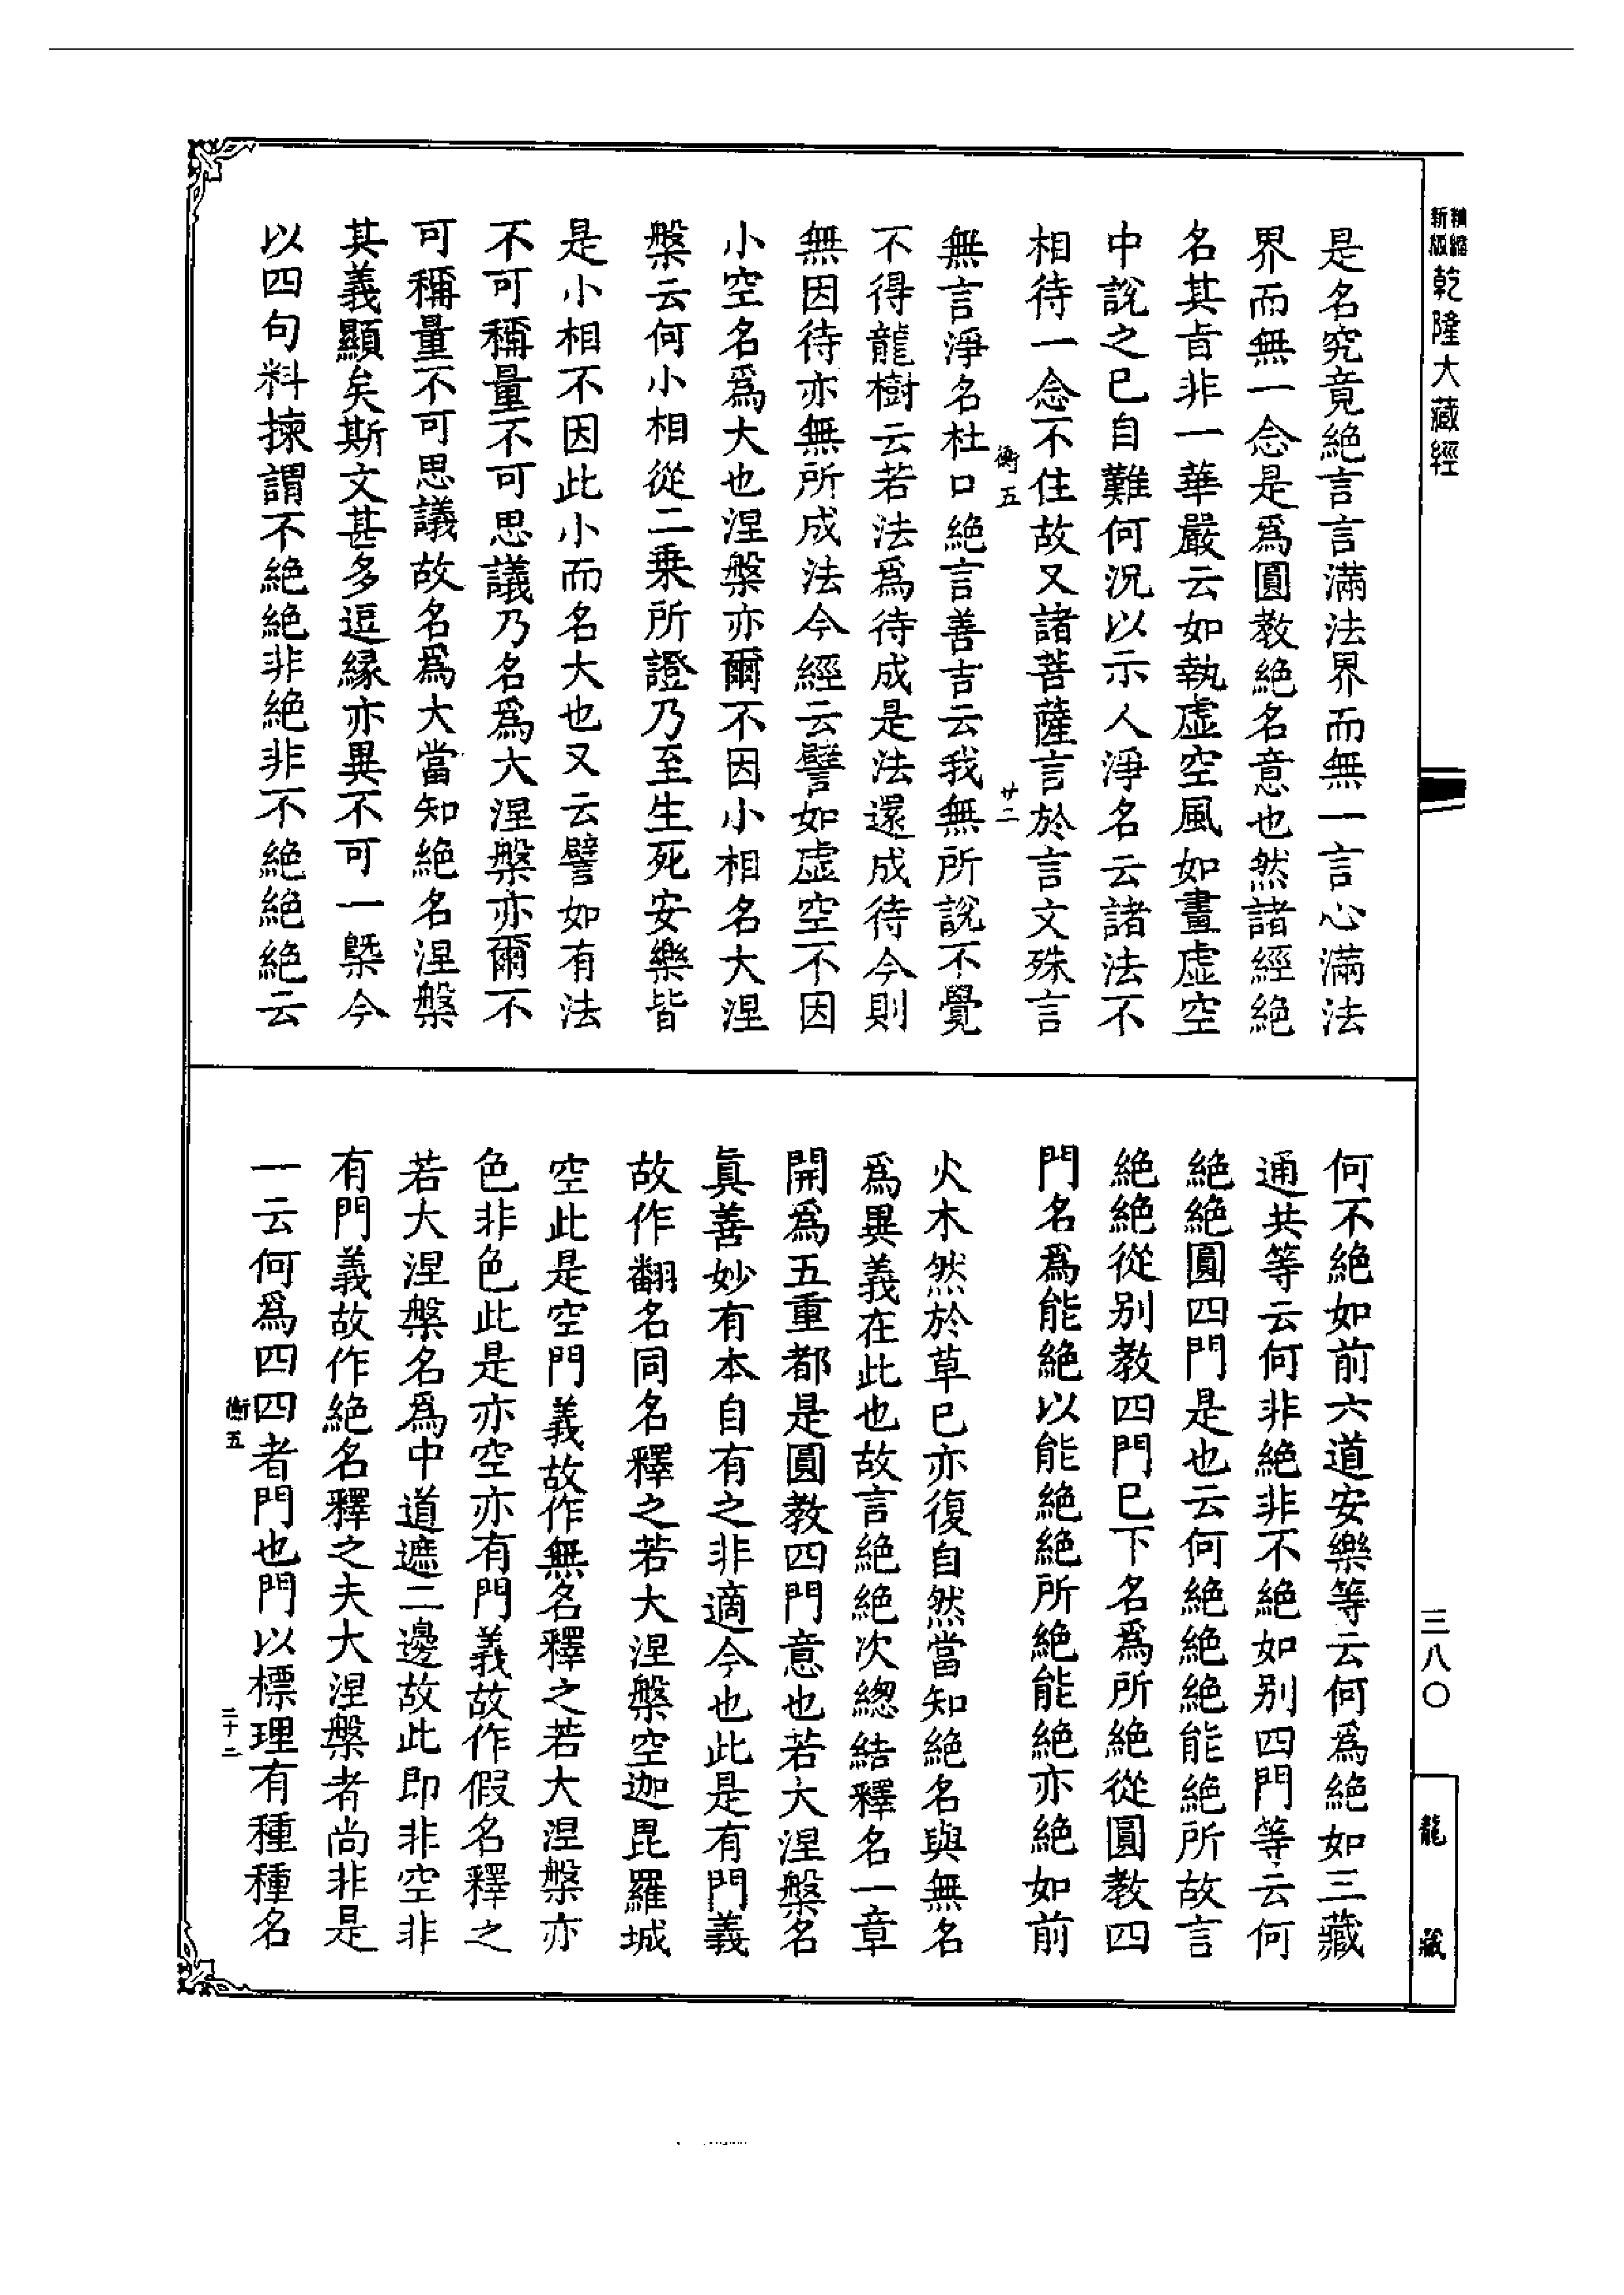 精縮新版乾隆大藏經
是名究竟絕言言滿法界而無一言心滿法
界而無一念是爲圓教絕名意也然諸經絕
名其旨非一華嚴云如執虛空風如畫虛空
中說之已自難何況以示人淨名云諸法不
相待一念不住故又諸菩薩言於言文殊言
衡五 廿二
無言淨名杜口絕言善吉云我無所說不覺
不得龍樹云若法爲待成是法還成待今則
無因待亦無所成法今經云譬如虛空不因
小空名爲大也涅槃亦爾不因小相名大涅
槃云何小相從二乗所證乃至生死安樂皆
是小相不因此小而名大也又云譬如有法
不可稱量不可思議乃名爲大涅槃亦爾不
可稱量不可思議故名爲大當知絕名涅槃
其義顯矣斯文甚多逗緣亦異不可一槩今
以四句料揀謂不絕絕非絕非不絕絕絕云
何不絕如前六道安樂等云何爲絕如三藏
通共等云何非絕非不絕如別四門等云何
絕絕圓四門是也云何絕絕絕能絕所故言
絕絕從別教四門已下名爲所絕從圓教四
門名爲能絕以能絕絕所絕能絕亦絕如前
火木然於草已亦復自然當知絕名與無名
爲異義在此也故言絕絕次總結釋名一章
開爲五重都是圓教四門意也若大涅槃名
眞善妙有本自有之非適今也此是有門義
故作翻名同名釋之若大涅槃空迦毘羅城
空此是空門義故作無名釋之若大涅槃亦
色非色此是亦空亦有門義故作假名釋之
若大涅槃名爲中道遮二邊故此即非空非
有門義故作絕名釋之夫大涅槃者尚非是
一云何爲四四者門也門以標理有種種名
衡五 二十二
三八〇
龍藏